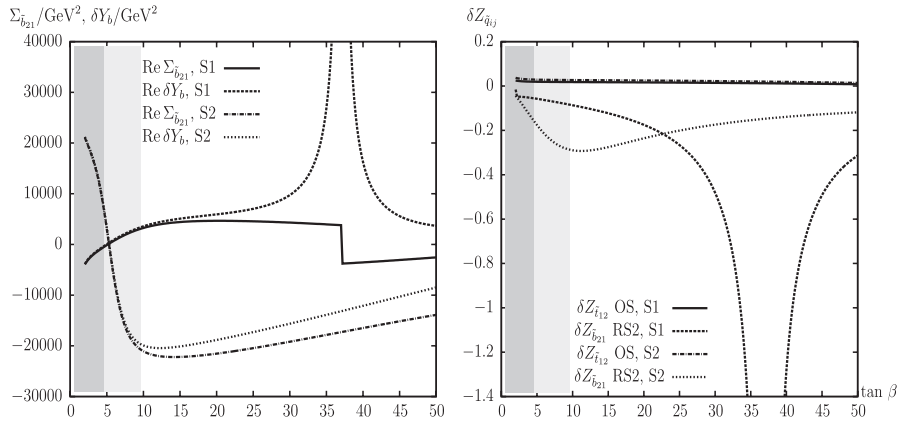 Σ_{b̃_{21}}/GeV², δY_b/GeV²
40000
30000
20000
10000
0
−10000
−20000
−30000
0 5 10 15 20 25 30 35 40 45 50
Re Σ_{b̃_{21}}, S1
Re δY_b, S1
Re Σ_{b̃_{21}}, S2
Re δY_b, S2
δZ_{q̃_{ij}}
0.2
0
−0.2
−0.4
−0.6
−0.8
−1
−1.2
−1.4
0 5 10 15 20 25 30 35 40 45 50
tan β
δZ_{t̃_{12}} OS, S1
δZ_{b̃_{21}} RS2, S1
δZ_{t̃_{12}} OS, S2
δZ_{b̃_{21}} RS2, S2